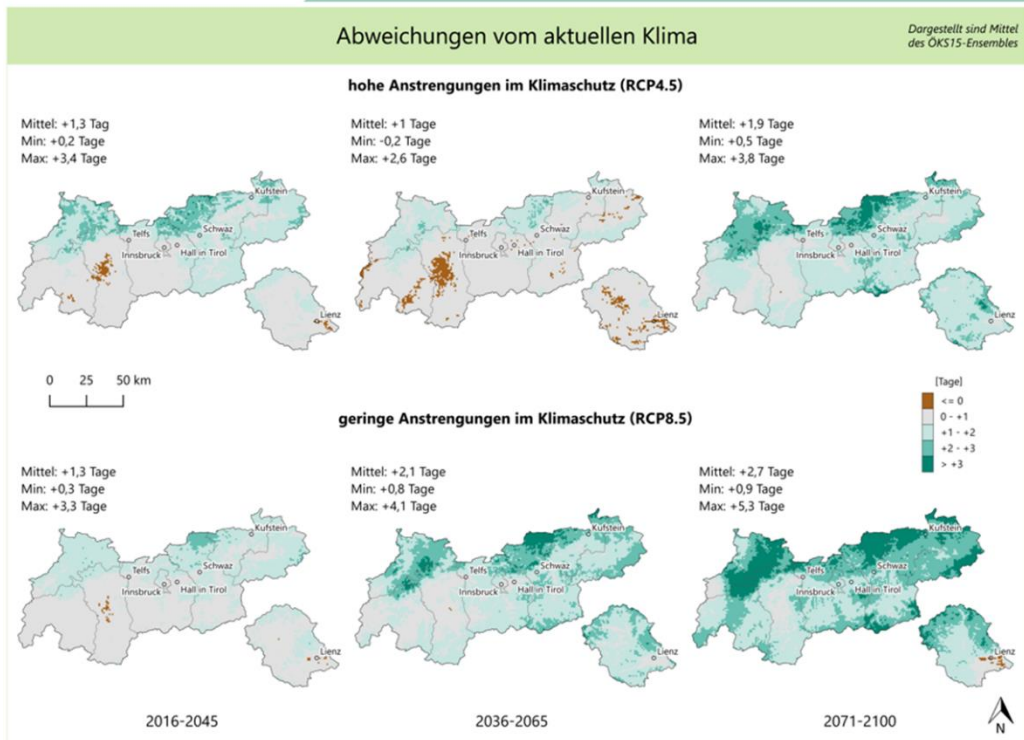 Abweichungen vom aktuellen Klima
Dargestellt sind Mittel
des ÖKS15-Ensembles
hohe Anstrengungen im Klimaschutz (RCP4.5)
Mittel: +1,3 Tag
Min: +0,2 Tage
Max: +3,4 Tage
Kufstein
Telfs
Schwaz
Innsbruck
Hall in Tirol
Lienz
Mittel: +1 Tage
Min: -0,2 Tage
Max: +2,6 Tage
Kufstein
Telfs
Schwaz
Innsbruck
Hall in Tirol
Lienz
Mittel: +1,9 Tage
Min: +0,5 Tage
Max: +3,8 Tage
Kufstein
Telfs
Schwaz
Innsbruck
Hall in Tirol
Lienz
0 25 50 km
[Tage]
<= 0
0 - +1
+1 - +2
+2 - +3
> +3
geringe Anstrengungen im Klimaschutz (RCP8.5)
Mittel: +1,3 Tage
Min: +0,3 Tage
Max: +3,3 Tage
Kufstein
Telfs
Schwaz
Innsbruck
Hall in Tirol
Lienz
Mittel: +2,1 Tage
Min: +0,8 Tage
Max: +4,1 Tage
Kufstein
Telfs
Schwaz
Innsbruck
Hall in Tirol
Lienz
Mittel: +2,7 Tage
Min: +0,9 Tage
Max: +5,3 Tage
Kufstein
Telfs
Schwaz
Innsbruck
Hall in Tirol
Lienz
2016-2045
2036-2065
2071-2100
N